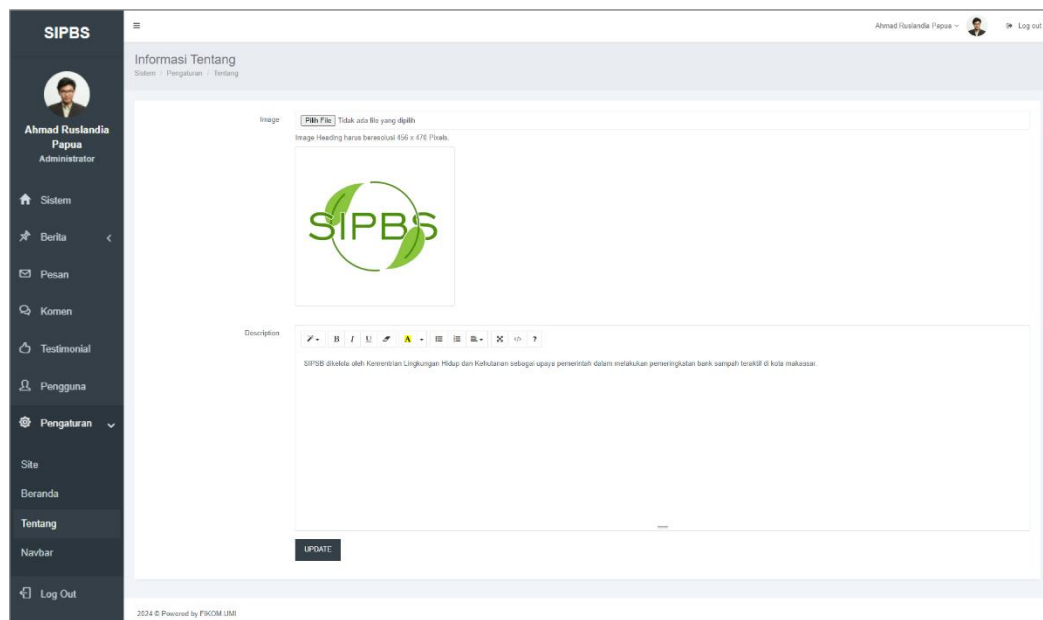 SIPBS
Ahmad Ruslandia Papua
Log out
Informasi Tentang
Sistem / Pengaturan / Tentang
Ahmad Ruslandia
Papua
Administrator
Sistem
Berita
Pesan
Komen
Testimonial
Pengguna
Pengaturan
Site
Beranda
Tentang
Navbar
Log Out
Image
Pilih File Tidak ada file yang dipilih
Image Heading harus beresolusi 456 x 476 Pixels.
SIPBS
Description
B I U A </> ?
SIPSB dikelola oleh Kementrian Lingkungan Hidup dan Kehutanan sebagai upaya pemerintah dalam melakukan pemeringkatan bank sampah teraktif di kota makassar.
UPDATE
2024 © Powered by FIKOM UMI